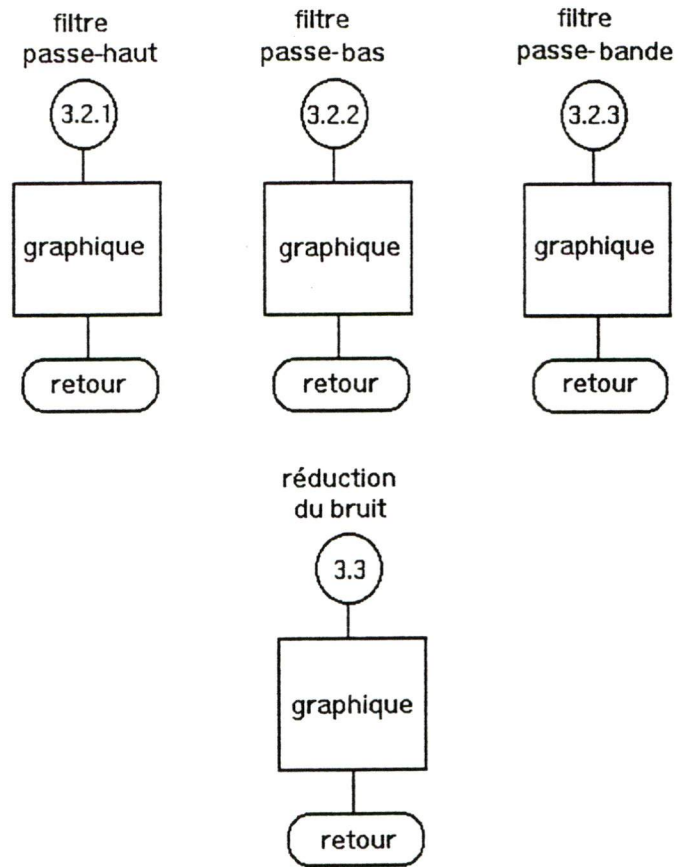 filtre
passe-haut
3.2.1
graphique
retour
filtre
passe-bas
3.2.2
graphique
retour
filtre
passe-bande
3.2.3
graphique
retour
réduction
du bruit
3.3
graphique
retour